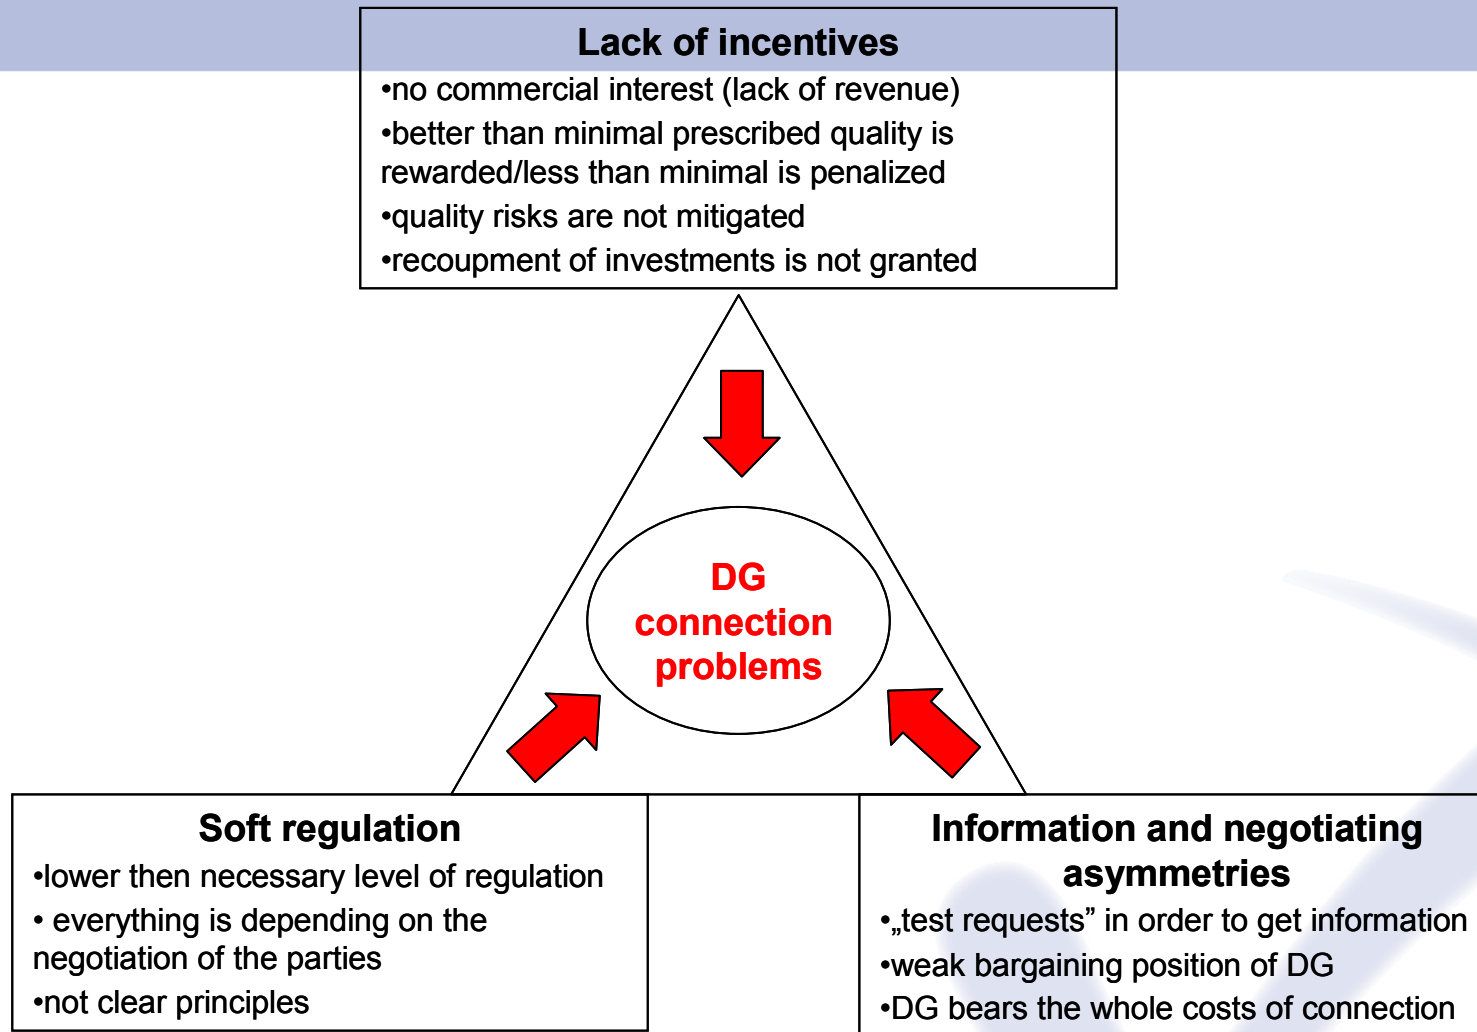 Lack of incentives
•no commercial interest (lack of revenue)
•better than minimal prescribed quality is
rewarded/less than minimal is penalized
•quality risks are not mitigated
•recoupment of investments is not granted
DG
connection
problems
Soft regulation
•lower then necessary level of regulation
• everything is depending on the
negotiation of the parties
•not clear principles
Information and negotiating
asymmetries
•„test requests” in order to get information
•weak bargaining position of DG
•DG bears the whole costs of connection